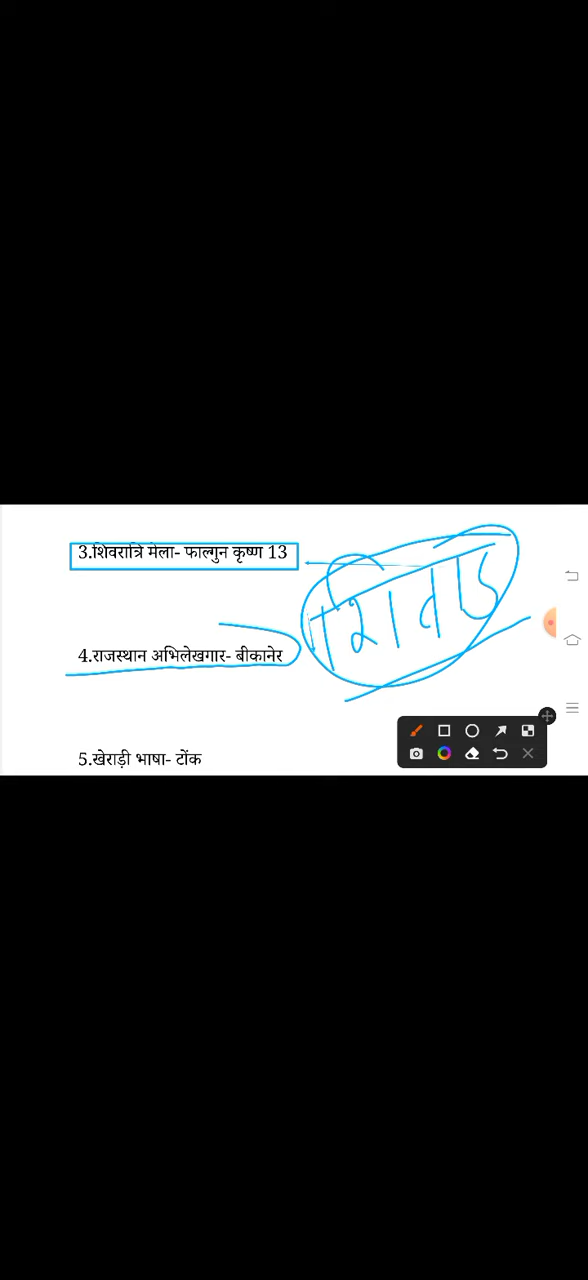 3.शिवरात्रि मेला- फाल्गुन कृष्ण 13
शिवाड
4.राजस्थान अभिलेखगार- बीकानेर
5.खेराड़ी भाषा- टोंक